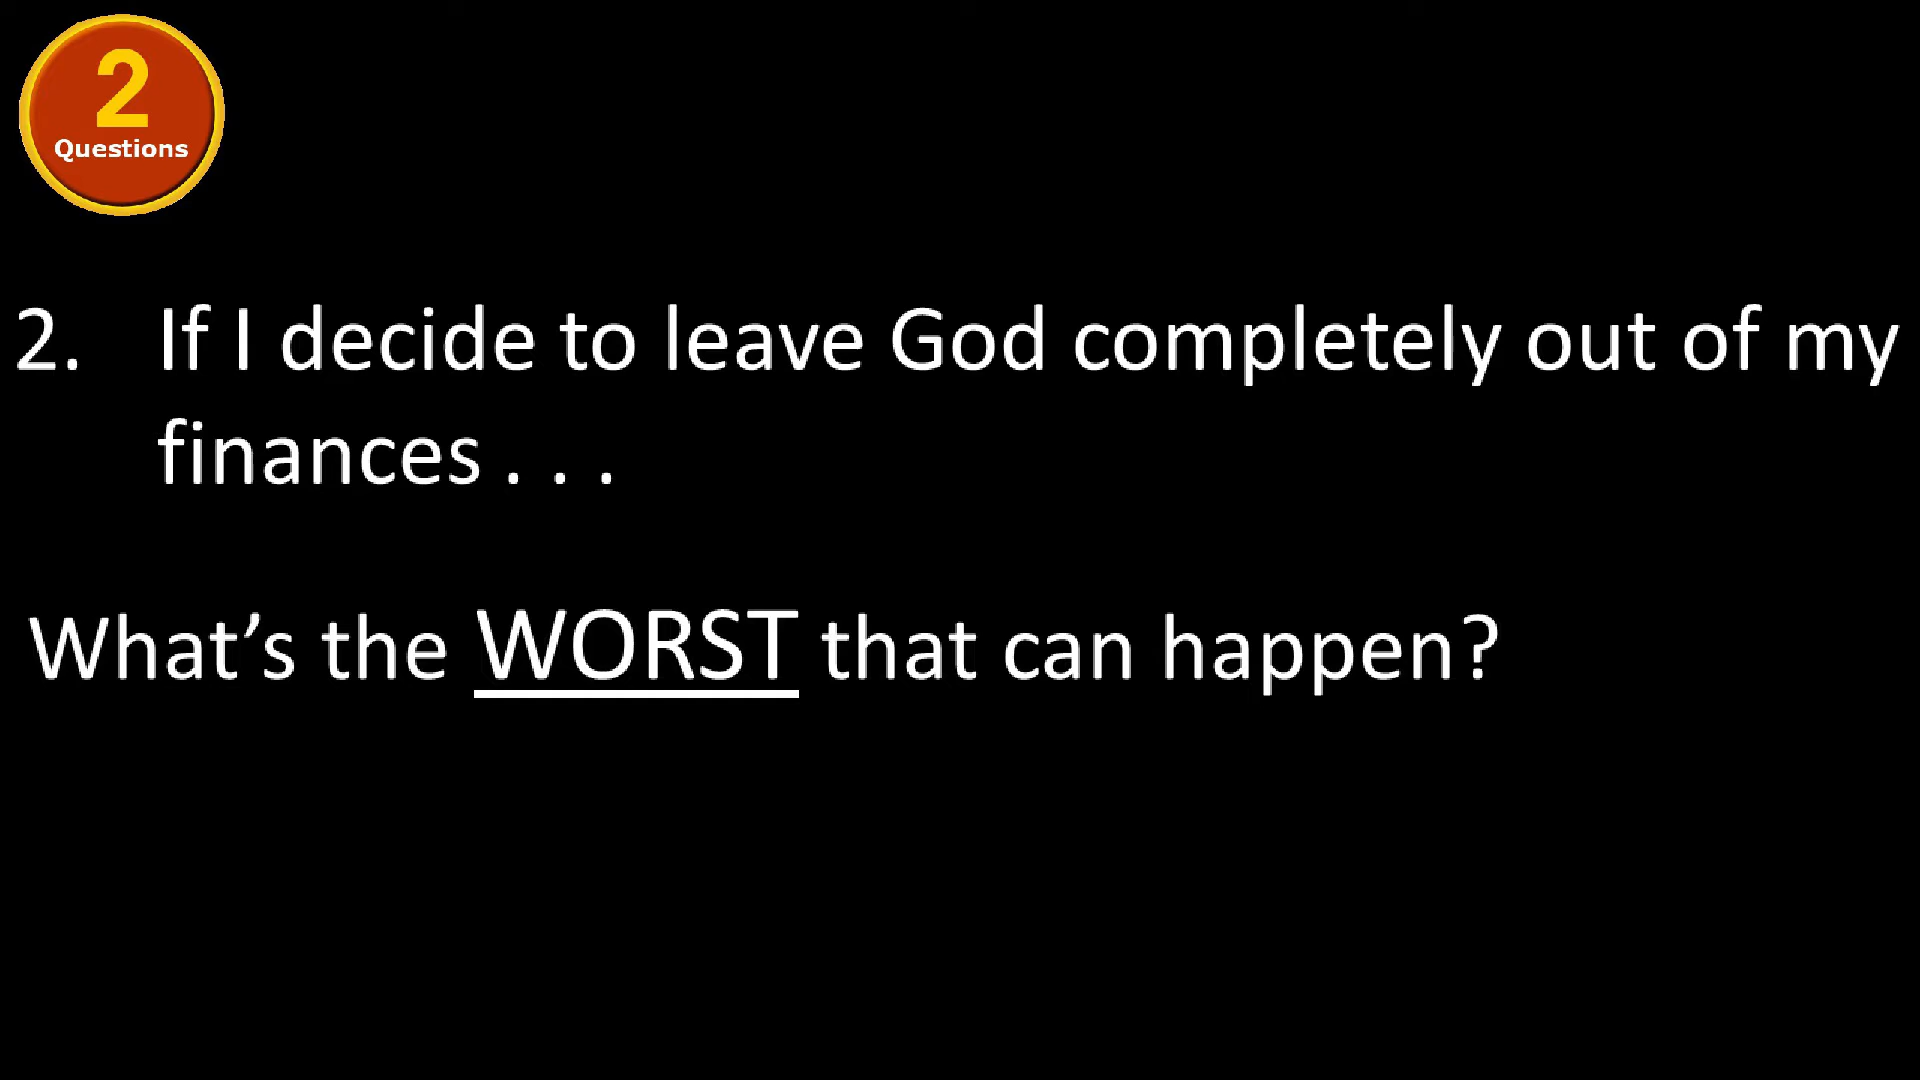 2
Questions
2. If I decide to leave God completely out of my
finances . . .
What’s the WORST that can happen?